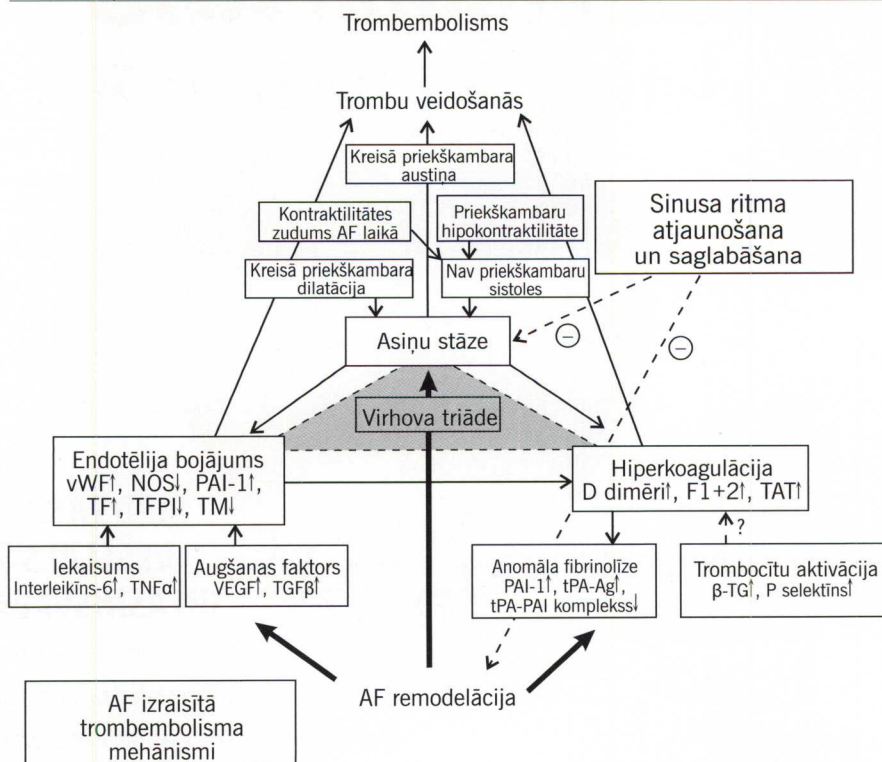 Trombembolisms
Trombu veidošanās
Kreisā priekškambara
austiņa
Kontraktilitātes
zudums AF laikā
Priekškambaru
hipokontraktilitāte
Sinusa ritma
atjaunošana
un saglabāšana
Kreisā priekškambara
dilatācija
Nav priekškambaru
sistoles
Asiņu stāze
−
−
Virhova triāde
Endotēlija bojājums
vWF↑, NOS↓, PAI-1↑,
TF↑, TFPI↓, TM↓
Hiperkoagulācija
D dimēri↑, F1+2↑, TAT↑
?
Iekaisums
Interleikīns-6↑, TNFα↑
Augšanas faktors
VEGF↑, TGFβ↑
Anomāla fibrinolīze
PAI-1↑, tPA-Ag↑,
tPA-PAI komplekss↓
Trombocītu aktivācija
β-TG↑, P selektīns↑
AF remodelācija
AF izraisītā
trombembolisma
mehānismi